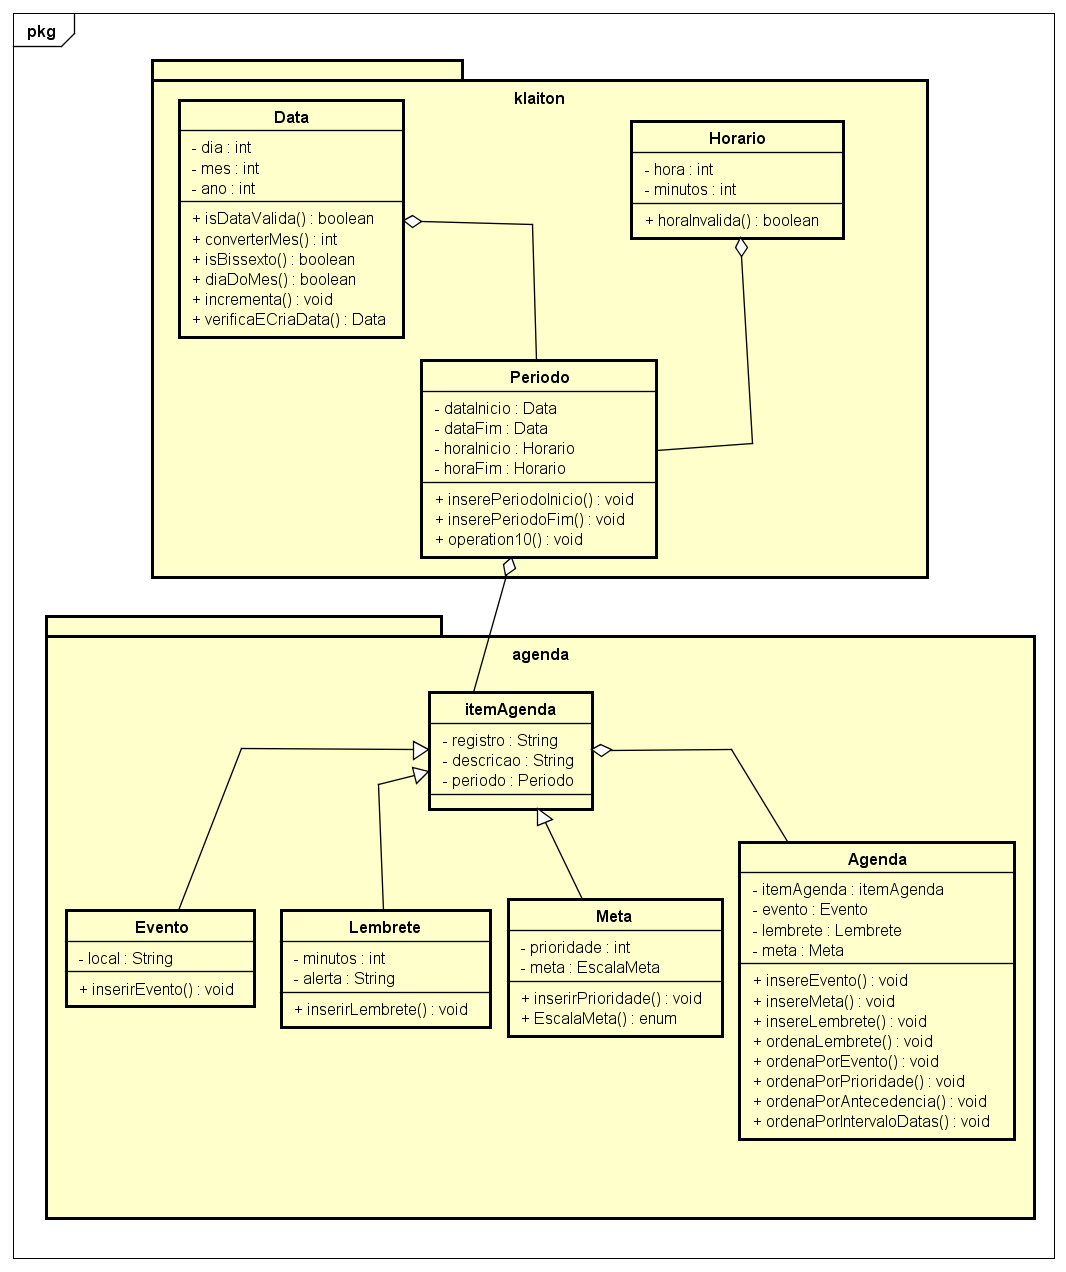 pkg
klaiton
Data
- dia : int
- mes : int
- ano : int
+ isDataValida() : boolean
+ converterMes() : int
+ isBissexto() : boolean
+ diaDoMes() : boolean
+ incrementa() : void
+ verificaECriaData() : Data
Horario
- hora : int
- minutos : int
+ horaInvalida() : boolean
Periodo
- dataInicio : Data
- dataFim : Data
- horaInicio : Horario
- horaFim : Horario
+ inserePeriodoInicio() : void
+ inserePeriodoFim() : void
+ operation10() : void
agenda
itemAgenda
- registro : String
- descricao : String
- periodo : Periodo
Evento
- local : String
+ inserirEvento() : void
Lembrete
- minutos : int
- alerta : String
+ inserirLembrete() : void
Meta
- prioridade : int
- meta : EscalaMeta
+ inserirPrioridade() : void
+ EscalaMeta() : enum
Agenda
- itemAgenda : itemAgenda
- evento : Evento
- lembrete : Lembrete
- meta : Meta
+ insereEvento() : void
+ insereMeta() : void
+ insereLembrete() : void
+ ordenaLembrete() : void
+ ordenaPorEvento() : void
+ ordenaPorPrioridade() : void
+ ordenaPorAntecedencia() : void
+ ordenaPorIntervaloDatas() : void